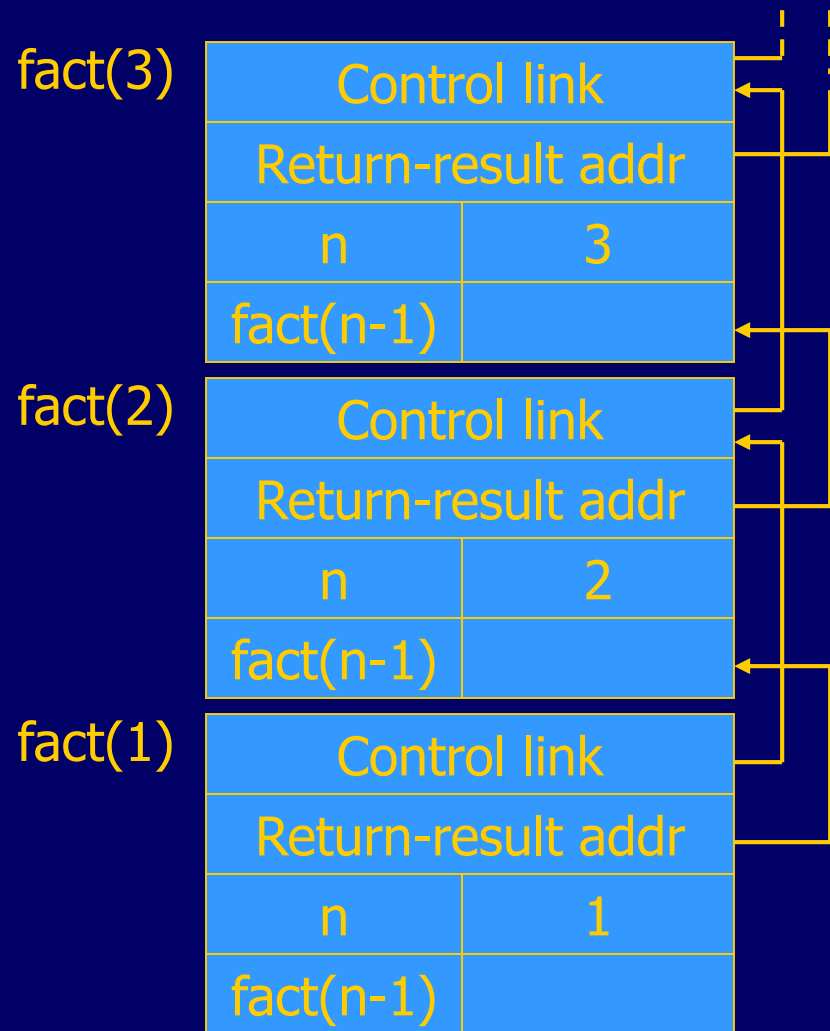 fact(3)
Control link
Return-result addr
n 3
fact(n-1)
fact(2)
Control link
Return-result addr
n 2
fact(n-1)
fact(1)
Control link
Return-result addr
n 1
fact(n-1)